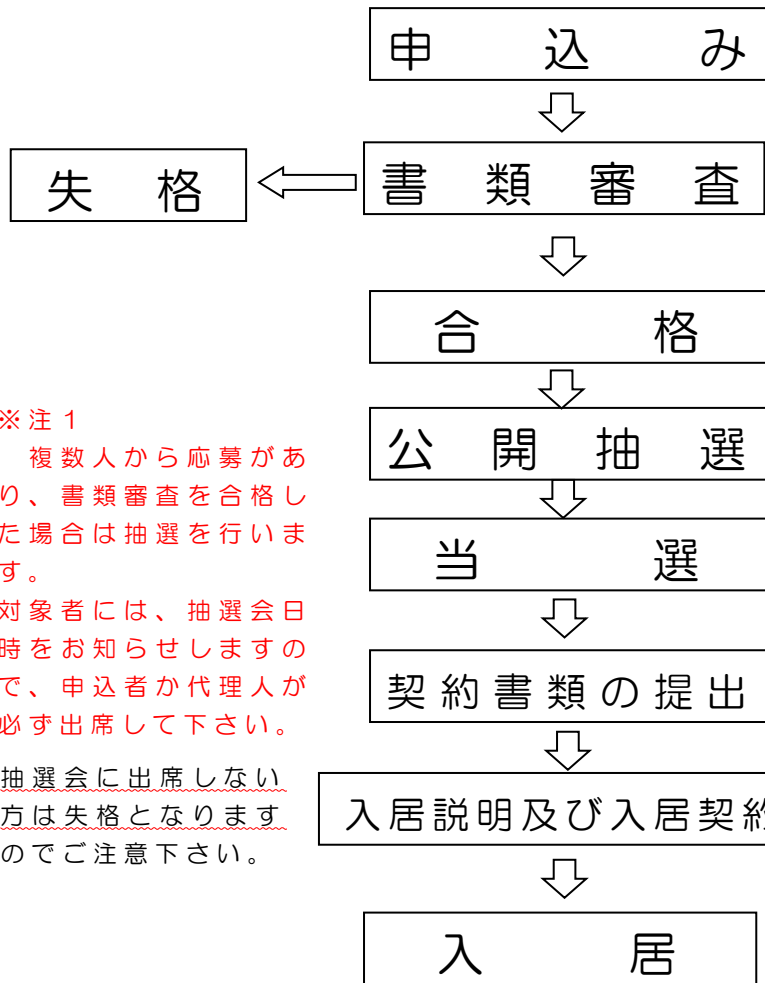 申込み
書類審査
失格
合格
公開抽選
※注１
複数人から応募があ
り、書類審査を合格し
た場合は抽選を行いま
す。
対象者には、抽選会日
時をお知らせしますの
で、申込者か代理人が
必ず出席して下さい。
抽選会に出席しない
方は失格となります
のでご注意下さい。
当選
契約書類の提出
入居説明及び入居契約
入居